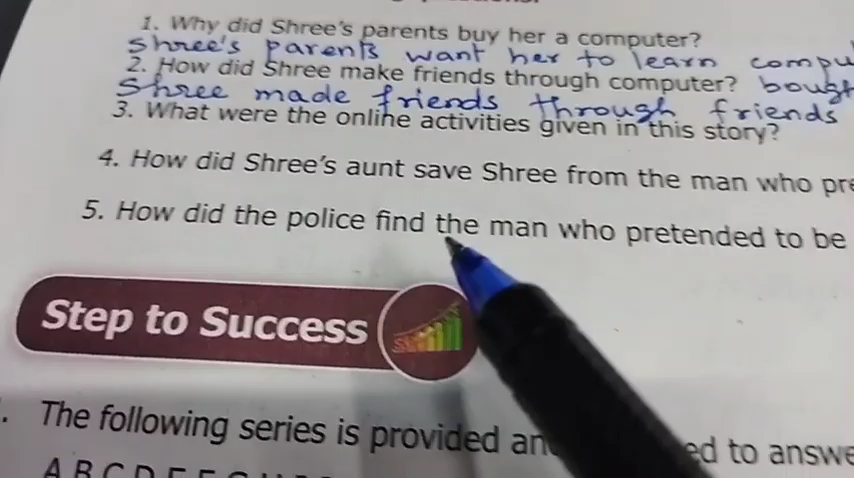 1. Why did Shree's parents buy her a computer?
Shree's parents want her to learn compu
2. How did Shree make friends through computer? bought
Shree made friends through friends
3. What were the online activities given in this story?
4. How did Shree's aunt save Shree from the man who pre
5. How did the police find the man who pretended to be
Step to Success
. The following series is provided an ed to answe
A B C D E F G